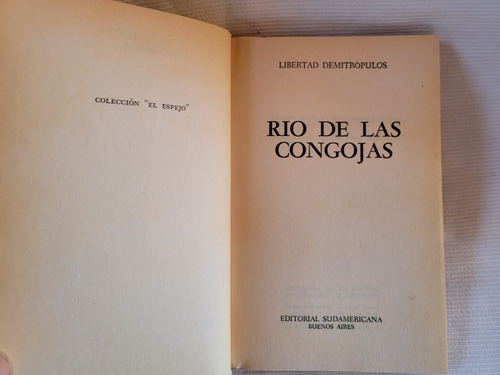 COLECCIÓN "EL ESPEJO"
LIBERTAD DEMITRÓPULOS
RIO DE LAS
CONGOJAS
EDITORIAL SUDAMERICANA
BUENOS AIRES